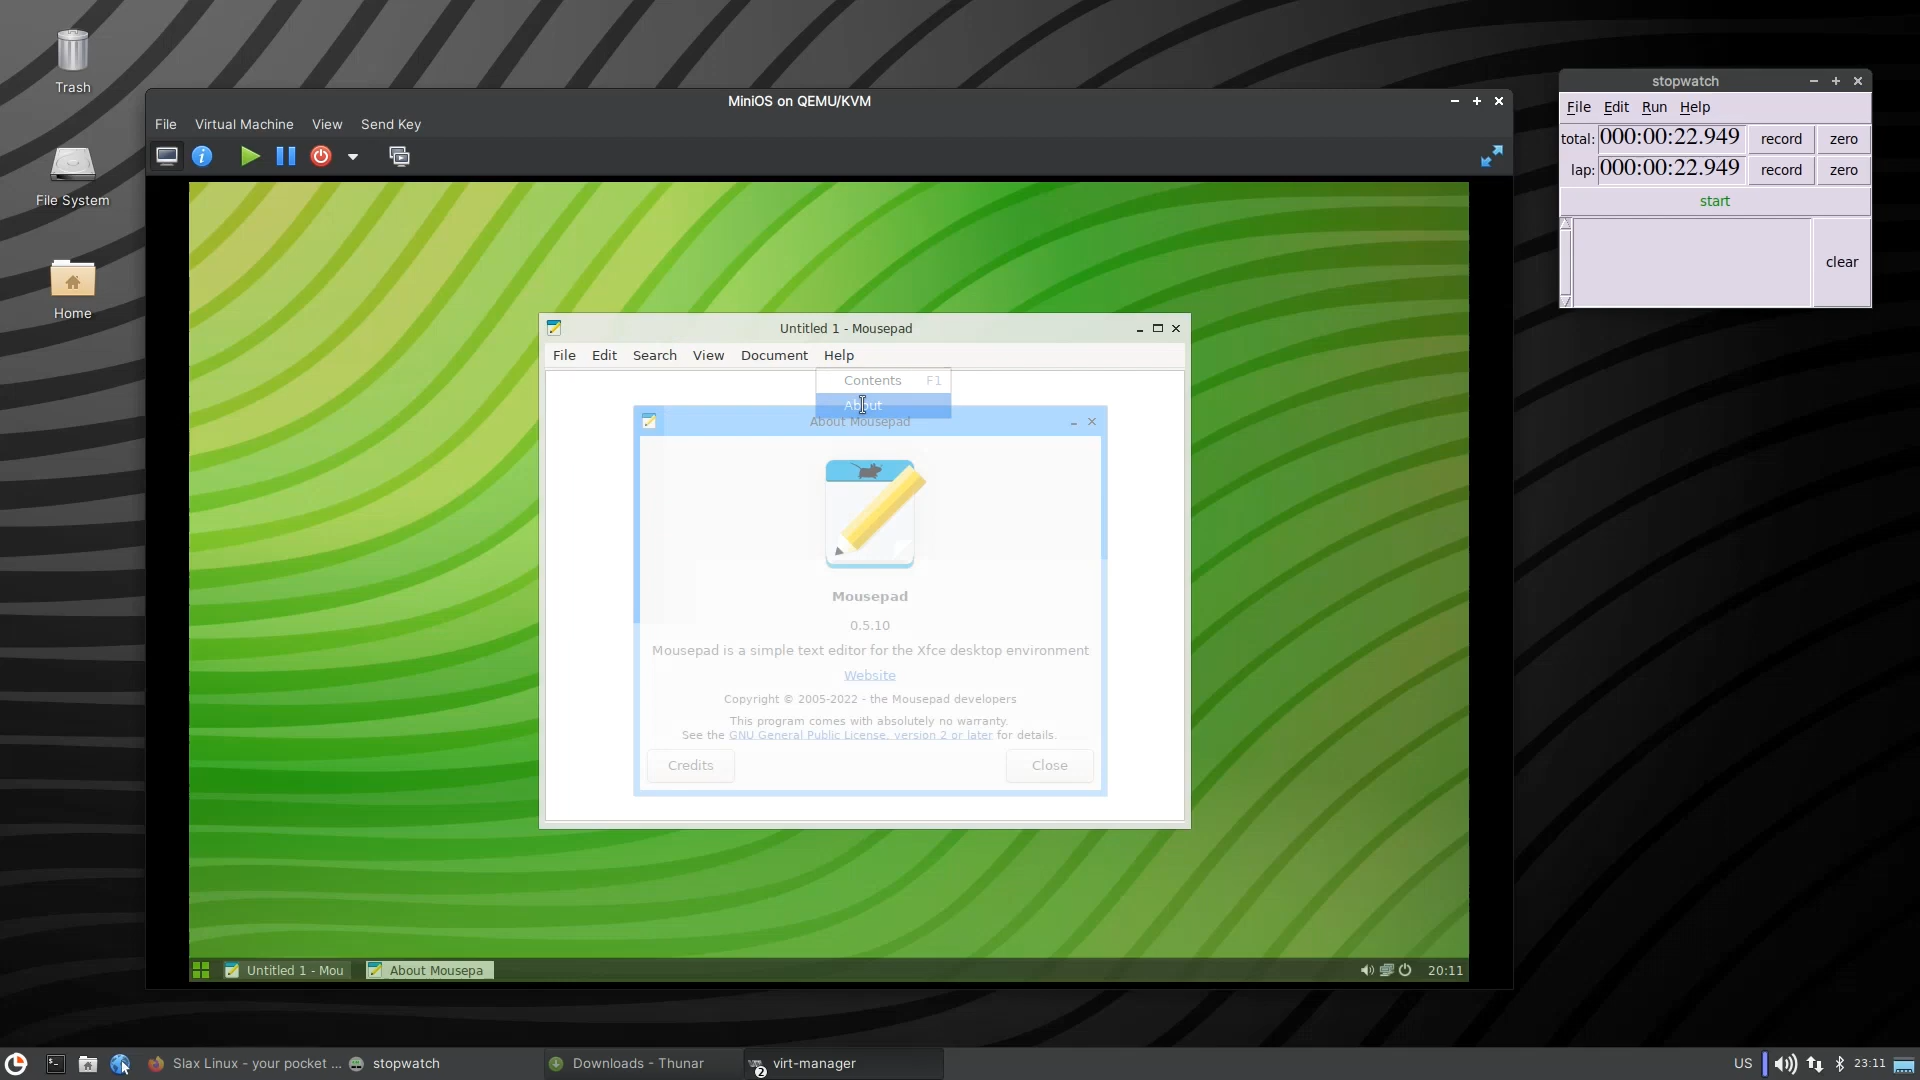 Trash
File System
Home
MiniOS on QEMU/KVM
File Virtual Machine View Send Key
stopwatch
File Edit Run Help
total: 000:00:22.949 record zero
lap: 000:00:22.949 record zero
start
clear
Untitled 1 - Mousepad
File Edit Search View Document Help
Contents F1
About
About Mousepad
Mousepad
0.5.10
Mousepad is a simple text editor for the Xfce desktop environment
Website
Copyright © 2005-2022 - the Mousepad developers
This program comes with absolutely no warranty.
See the GNU General Public License, version 2 or later for details.
Credits Close
Untitled 1 - Mou About Mousepa 20:11
Slax Linux - your pocket ... stopwatch Downloads - Thunar 2 virt-manager US 23:11